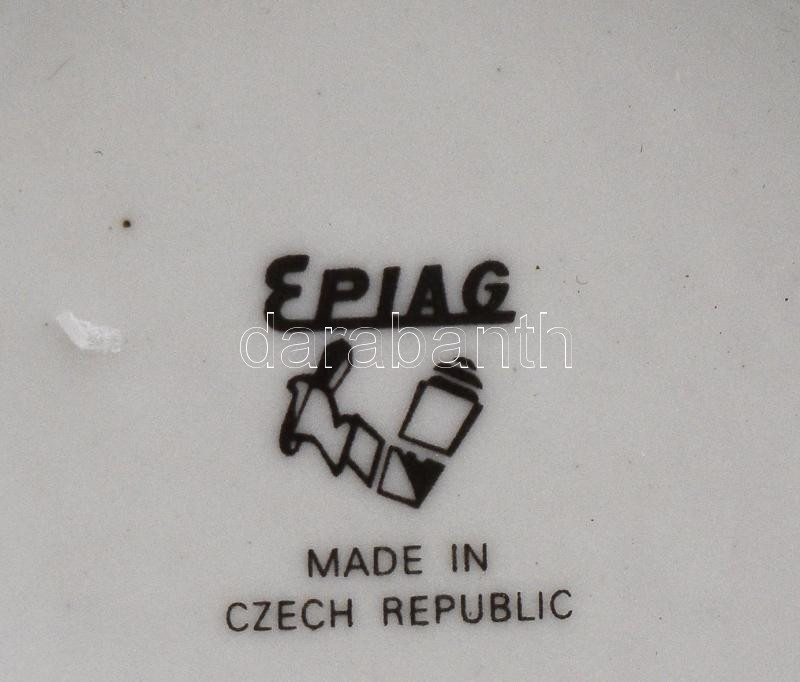 EPIAG
darabanth
MADE IN
CZECH REPUBLIC